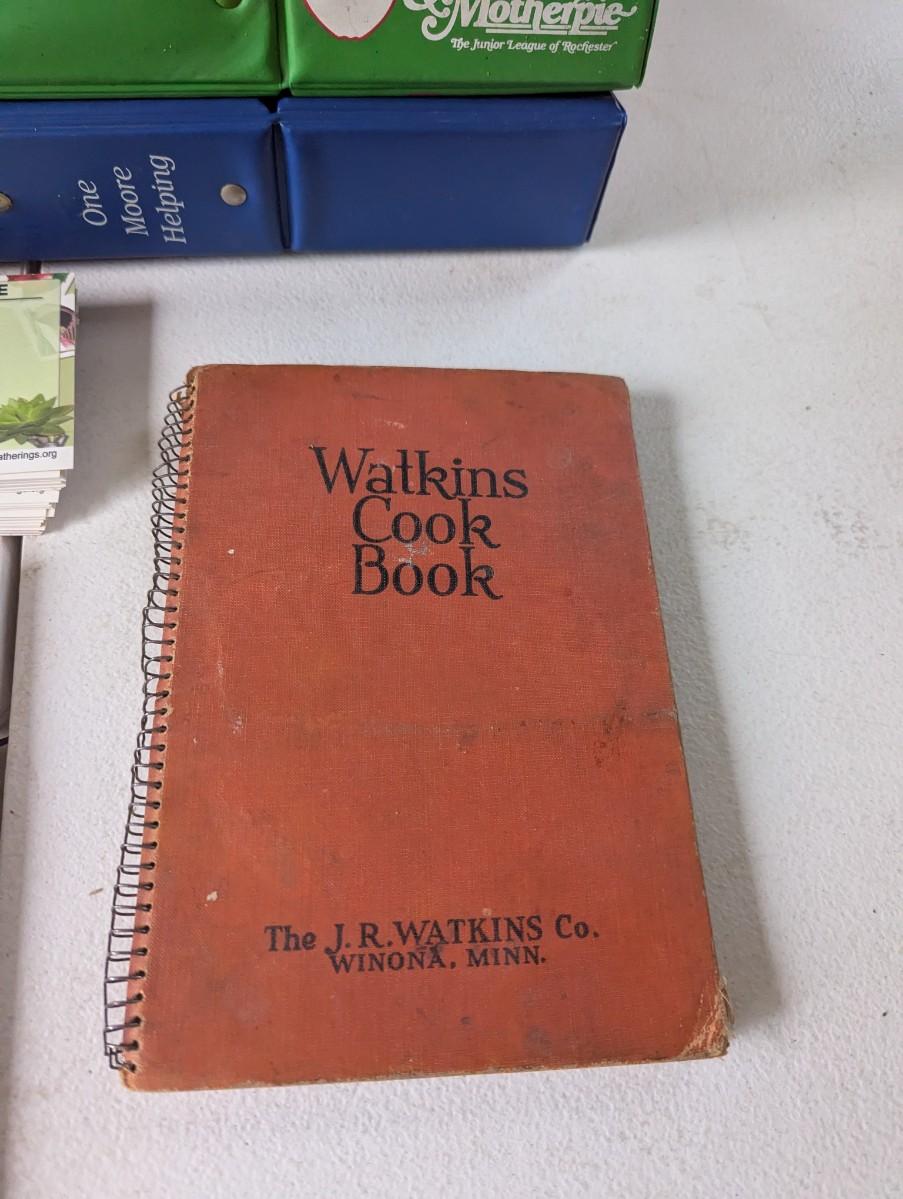 & Motherpie
The Junior League of Rochester
One
Moore
Helping
E
atherings.org
Watkins
Cook
Book
The J. R. WATKINS Co.
WINONA, MINN.